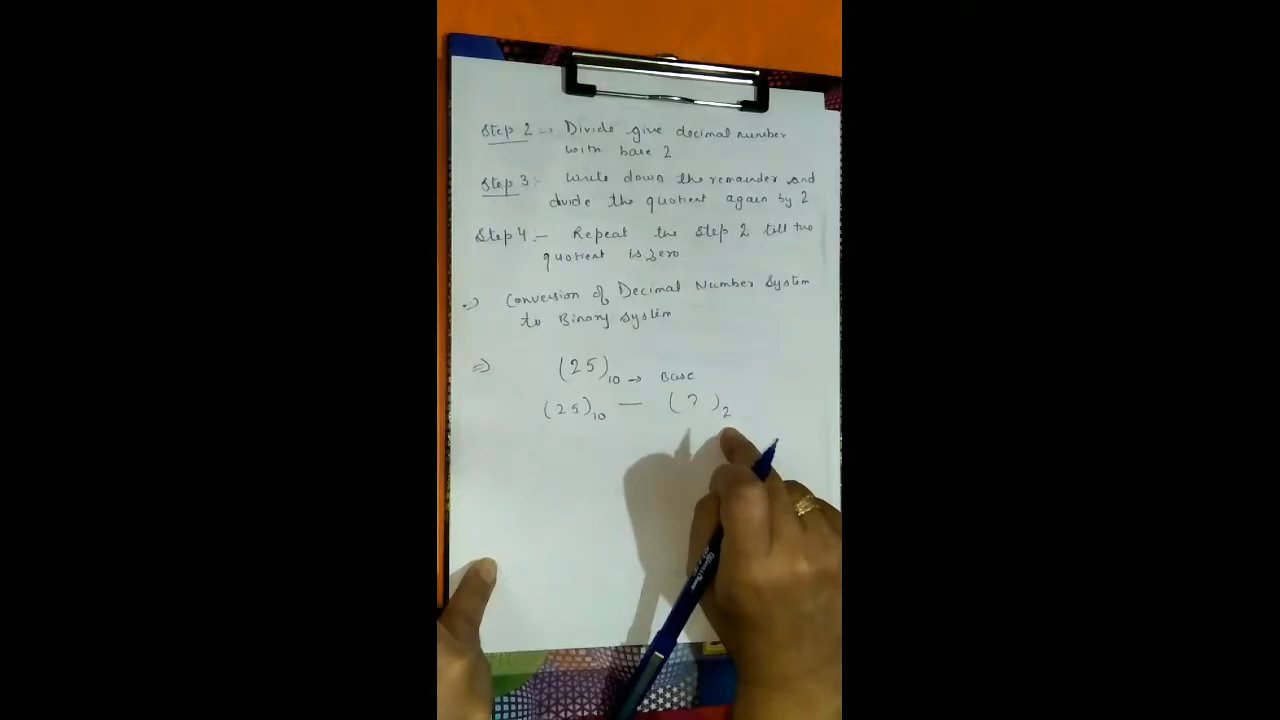 Step 2 :- Divide give decimal number
with base 2
Step 3:- Write down the remainder and
divide the quotient again by 2
Step 4 :- Repeat the step 2 till the
quotient is zero
Conversion of Decimal Number System
to Binary System
⇒ (25)₁₀ → Base
(25)₁₀ — (?)₂